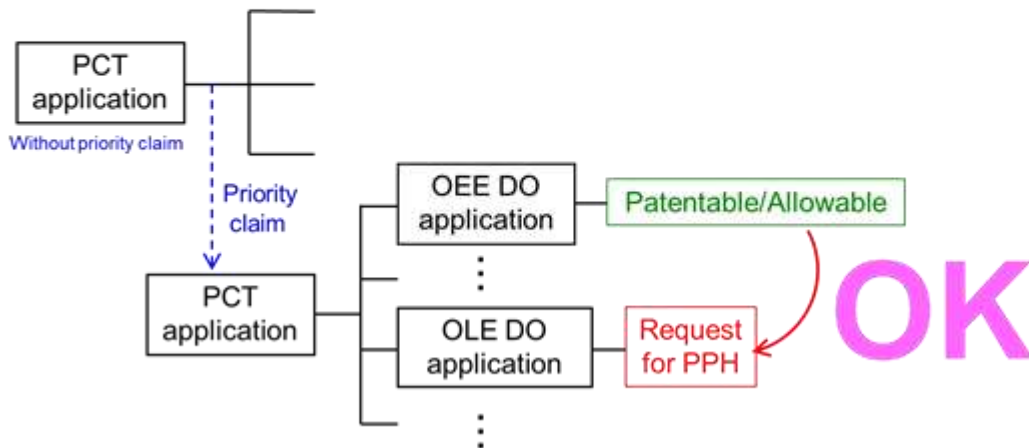 PCT
application
Without priority claim
Priority
claim
OEE DO
application
Patentable/Allowable
PCT
application
OLE DO
application
Request
for PPH
OK